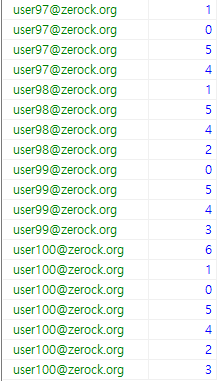 user97@zerock.org 1
user97@zerock.org 0
user97@zerock.org 5
user97@zerock.org 4
user98@zerock.org 1
user98@zerock.org 5
user98@zerock.org 4
user98@zerock.org 2
user99@zerock.org 0
user99@zerock.org 5
user99@zerock.org 4
user99@zerock.org 3
user100@zerock.org 6
user100@zerock.org 1
user100@zerock.org 0
user100@zerock.org 5
user100@zerock.org 4
user100@zerock.org 2
user100@zerock.org 3